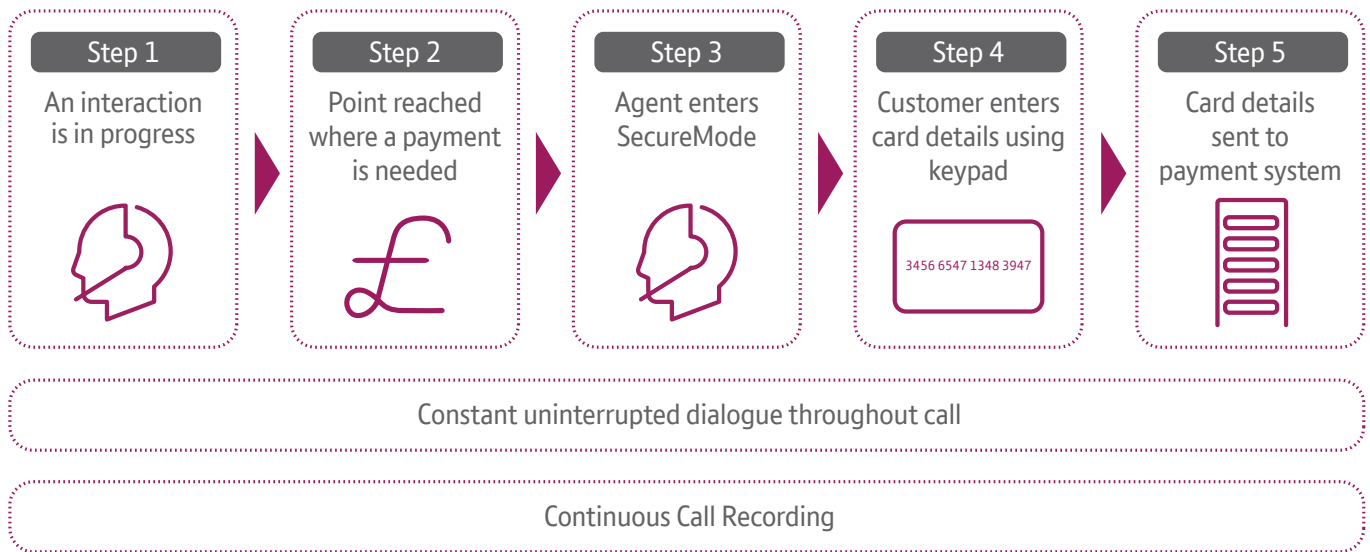 Step 1
An interaction
is in progress
Step 2
Point reached
where a payment
is needed
£
Step 3
Agent enters
SecureMode
Step 4
Customer enters
card details using
keypad
3456 6547 1348 3947
Step 5
Card details
sent to
payment system
Constant uninterrupted dialogue throughout call
Continuous Call Recording